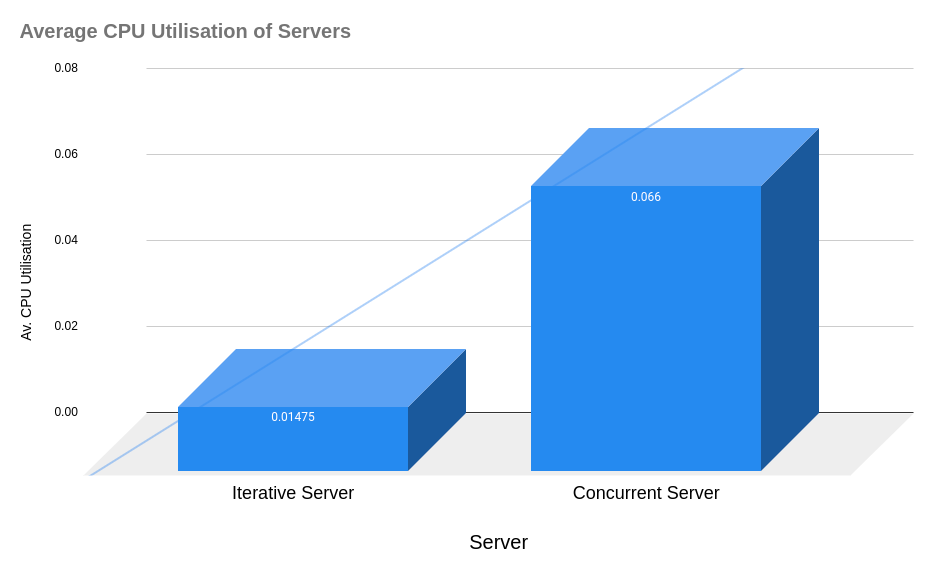 Average CPU Utilisation of Servers
0.08
0.06
0.04
0.02
0.00
Av. CPU Utilisation
0.066
0.01475
Iterative Server
Concurrent Server
Server